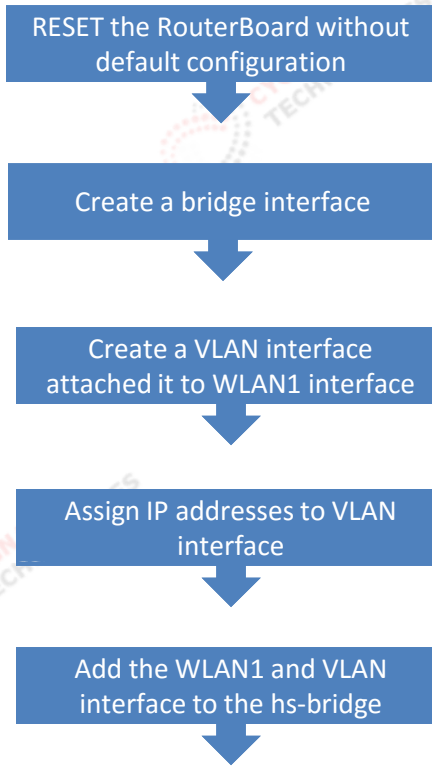 RESET the RouterBoard without
default configuration
Create a bridge interface
Create a VLAN interface
attached it to WLAN1 interface
Assign IP addresses to VLAN
interface
Add the WLAN1 and VLAN
interface to the hs-bridge